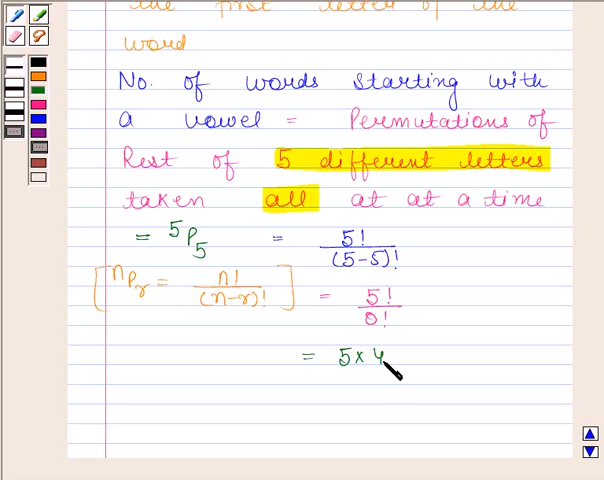 the first letter of the
word
No. of words starting with
a vowel = Permutations of
Rest of 5 different letters
taken all at at a time
= ⁵P₅ = 5!/(5-5)!
[ⁿPᵣ = n!/(n-r)!] = 5!/0!
= 5 × 4